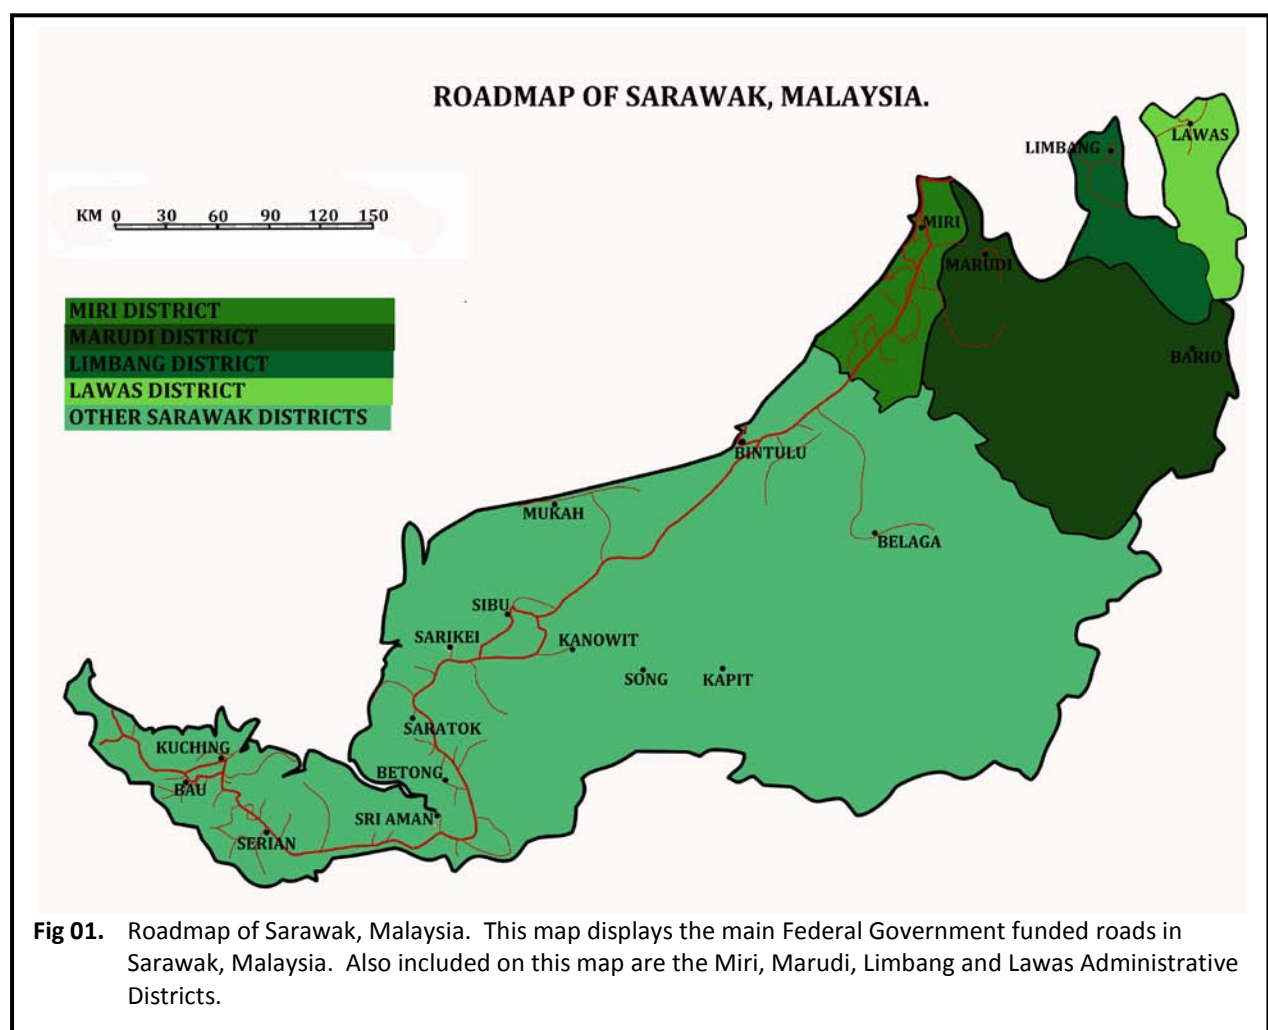 ROADMAP OF SARAWAK, MALAYSIA.
LAWAS
LIMBANG
KM 0 30 60 90 120 150
MIRI
MARUDI
MIRI DISTRICT
MARUDI DISTRICT
LIMBANG DISTRICT
LAWAS DISTRICT
OTHER SARAWAK DISTRICTS
BARIO
BINTULU
MUKAH
BELAGA
SIBU
SARIKEI
KANOWIT
SONG
KAPIT
SARATOK
KUCHING
BETONG
BAU
SRI AMAN
SERIAN
Fig 01. Roadmap of Sarawak, Malaysia. This map displays the main Federal Government funded roads in
Sarawak, Malaysia. Also included on this map are the Miri, Marudi, Limbang and Lawas Administrative
Districts.